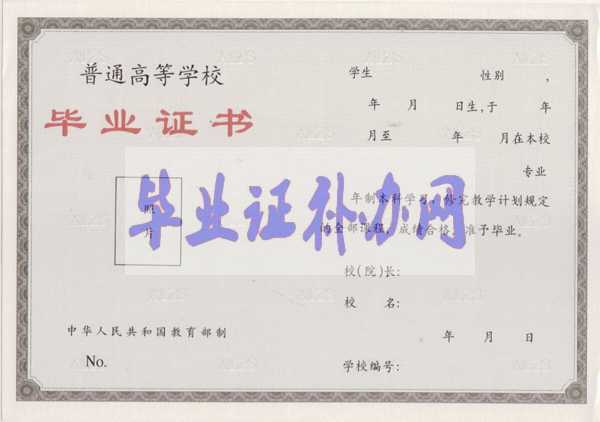 普通高等学校
毕业证书
照
片
中华人民共和国教育部制
No.
学生 性别 ，
年 月 日生，于 年
月至 年 月在本校
专业
年制本科学习，修完教学计划规定
的全部课程，成绩合格，准予毕业。
校(院)长：
校 名：
年 月 日
学校编号：
毕业证补办网